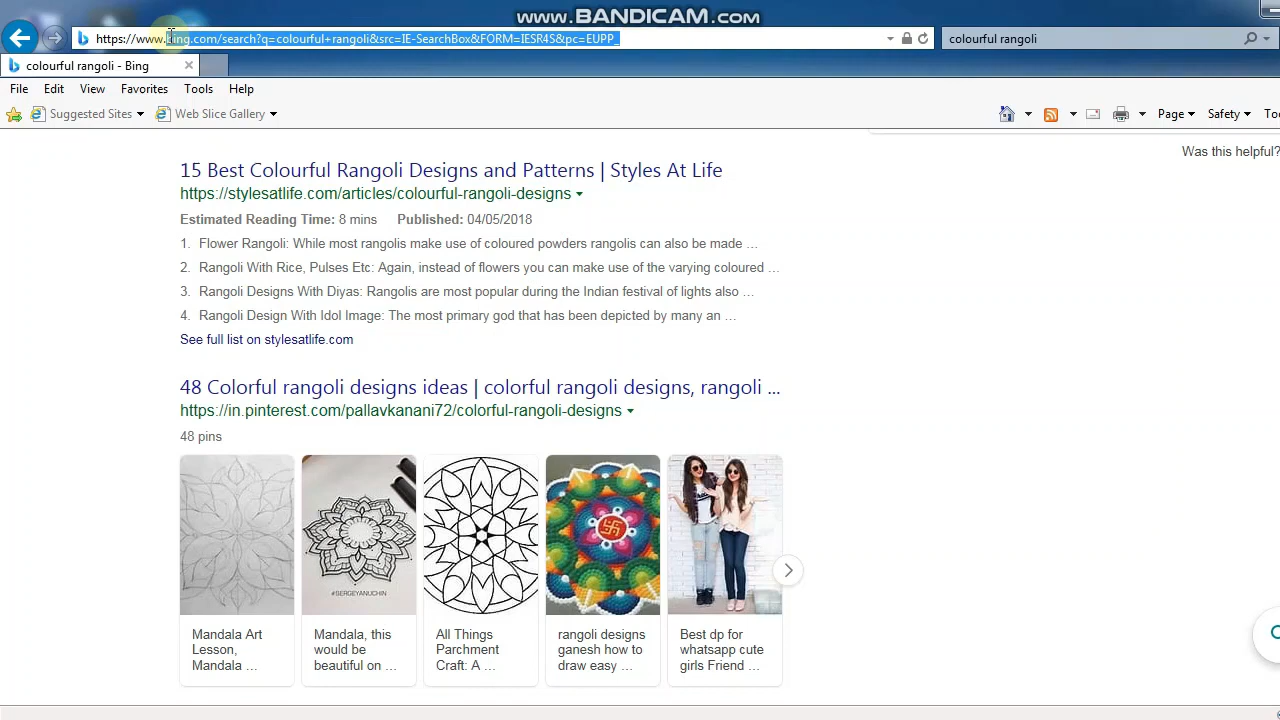 www.BANDICAM.com
https://www.bing.com/search?q=colourful+rangoli&src=IE-SearchBox&FORM=IESR4S&pc=EUPP_
colourful rangoli
colourful rangoli - Bing
File Edit View Favorites Tools Help
Suggested Sites Web Slice Gallery Page Safety
Was this helpful?
15 Best Colourful Rangoli Designs and Patterns | Styles At Life
https://stylesatlife.com/articles/colourful-rangoli-designs
Estimated Reading Time: 8 mins Published: 04/05/2018
1. Flower Rangoli: While most rangolis make use of coloured powders rangolis can also be made ...
2. Rangoli With Rice, Pulses Etc: Again, instead of flowers you can make use of the varying coloured ...
3. Rangoli Designs With Diyas: Rangolis are most popular during the Indian festival of lights also ...
4. Rangoli Design With Idol Image: The most primary god that has been depicted by many an ...
See full list on stylesatlife.com
48 Colorful rangoli designs ideas | colorful rangoli designs, rangoli ...
https://in.pinterest.com/pallavkanani72/colorful-rangoli-designs
48 pins
#SERGEYANUCHIN
Mandala Art
Lesson,
Mandala ...
Mandala, this
would be
beautiful on ...
All Things
Parchment
Craft: A ...
rangoli designs
ganesh how to
draw easy ...
Best dp for
whatsapp cute
girls Friend ...